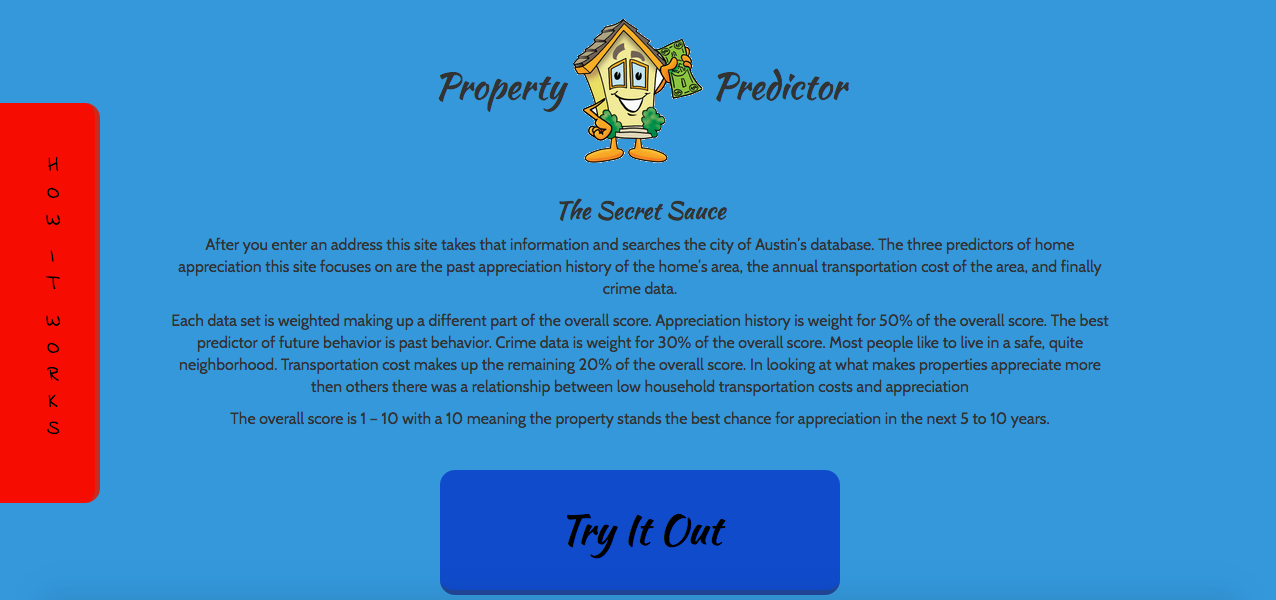 Property Predictor
HOW IT WORKS
The Secret Sauce
After you enter an address this site takes that information and searches the city of Austin's database. The three predictors of home
appreciation this site focuses on are the past appreciation history of the home's area, the annual transportation cost of the area, and finally
crime data.
Each data set is weighted making up a different part of the overall score. Appreciation history is weight for 50% of the overall score. The best
predictor of future behavior is past behavior. Crime data is weight for 30% of the overall score. Most people like to live in a safe, quite
neighborhood. Transportation cost makes up the remaining 20% of the overall score. In looking at what makes properties appreciate more
then others there was a relationship between low household transportation costs and appreciation
The overall score is 1 – 10 with a 10 meaning the property stands the best chance for appreciation in the next 5 to 10 years.
Try It Out